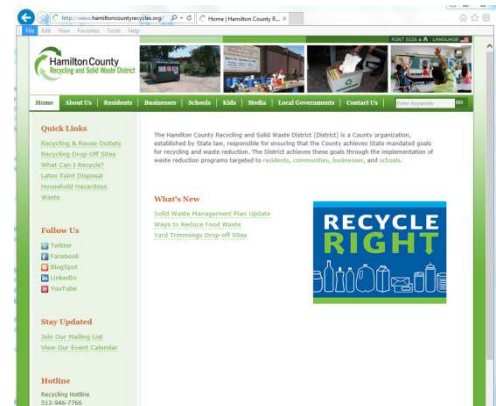 http://www.hamiltoncountyrecycles.org/
Home | Hamilton County R...
File Edit View Favorites Tools Help
FONT SIZE A A LANGUAGE
Hamilton County
Recycling and Solid Waste District
Home About Us Residents Businesses Schools Kids Media Local Governments Contact Us Enter Keywords GO
Quick Links
Recycling & Reuse Outlets
Recycling Drop-Off Sites
What Can I Recycle?
Latex Paint Disposal
Household Hazardous
Waste
The Hamilton County Recycling and Solid Waste District (District) is a County organization,
established by State law, responsible for ensuring that the County achieves State mandated goals
for recycling and waste reduction. The District achieves these goals through the implementation of
waste reduction programs targeted to residents, communities, businesses, and schools.
What's New
Solid Waste Management Plan Update
Ways to Reduce Food Waste
Yard Trimmings Drop-off Sites
RECYCLE
RIGHT
Follow Us
Twitter
Facebook
BlogSpot
LinkedIn
YouTube
Stay Updated
Join Our Mailing List
View Our Event Calendar
Hotline
Recycling Hotline
513-946-7766